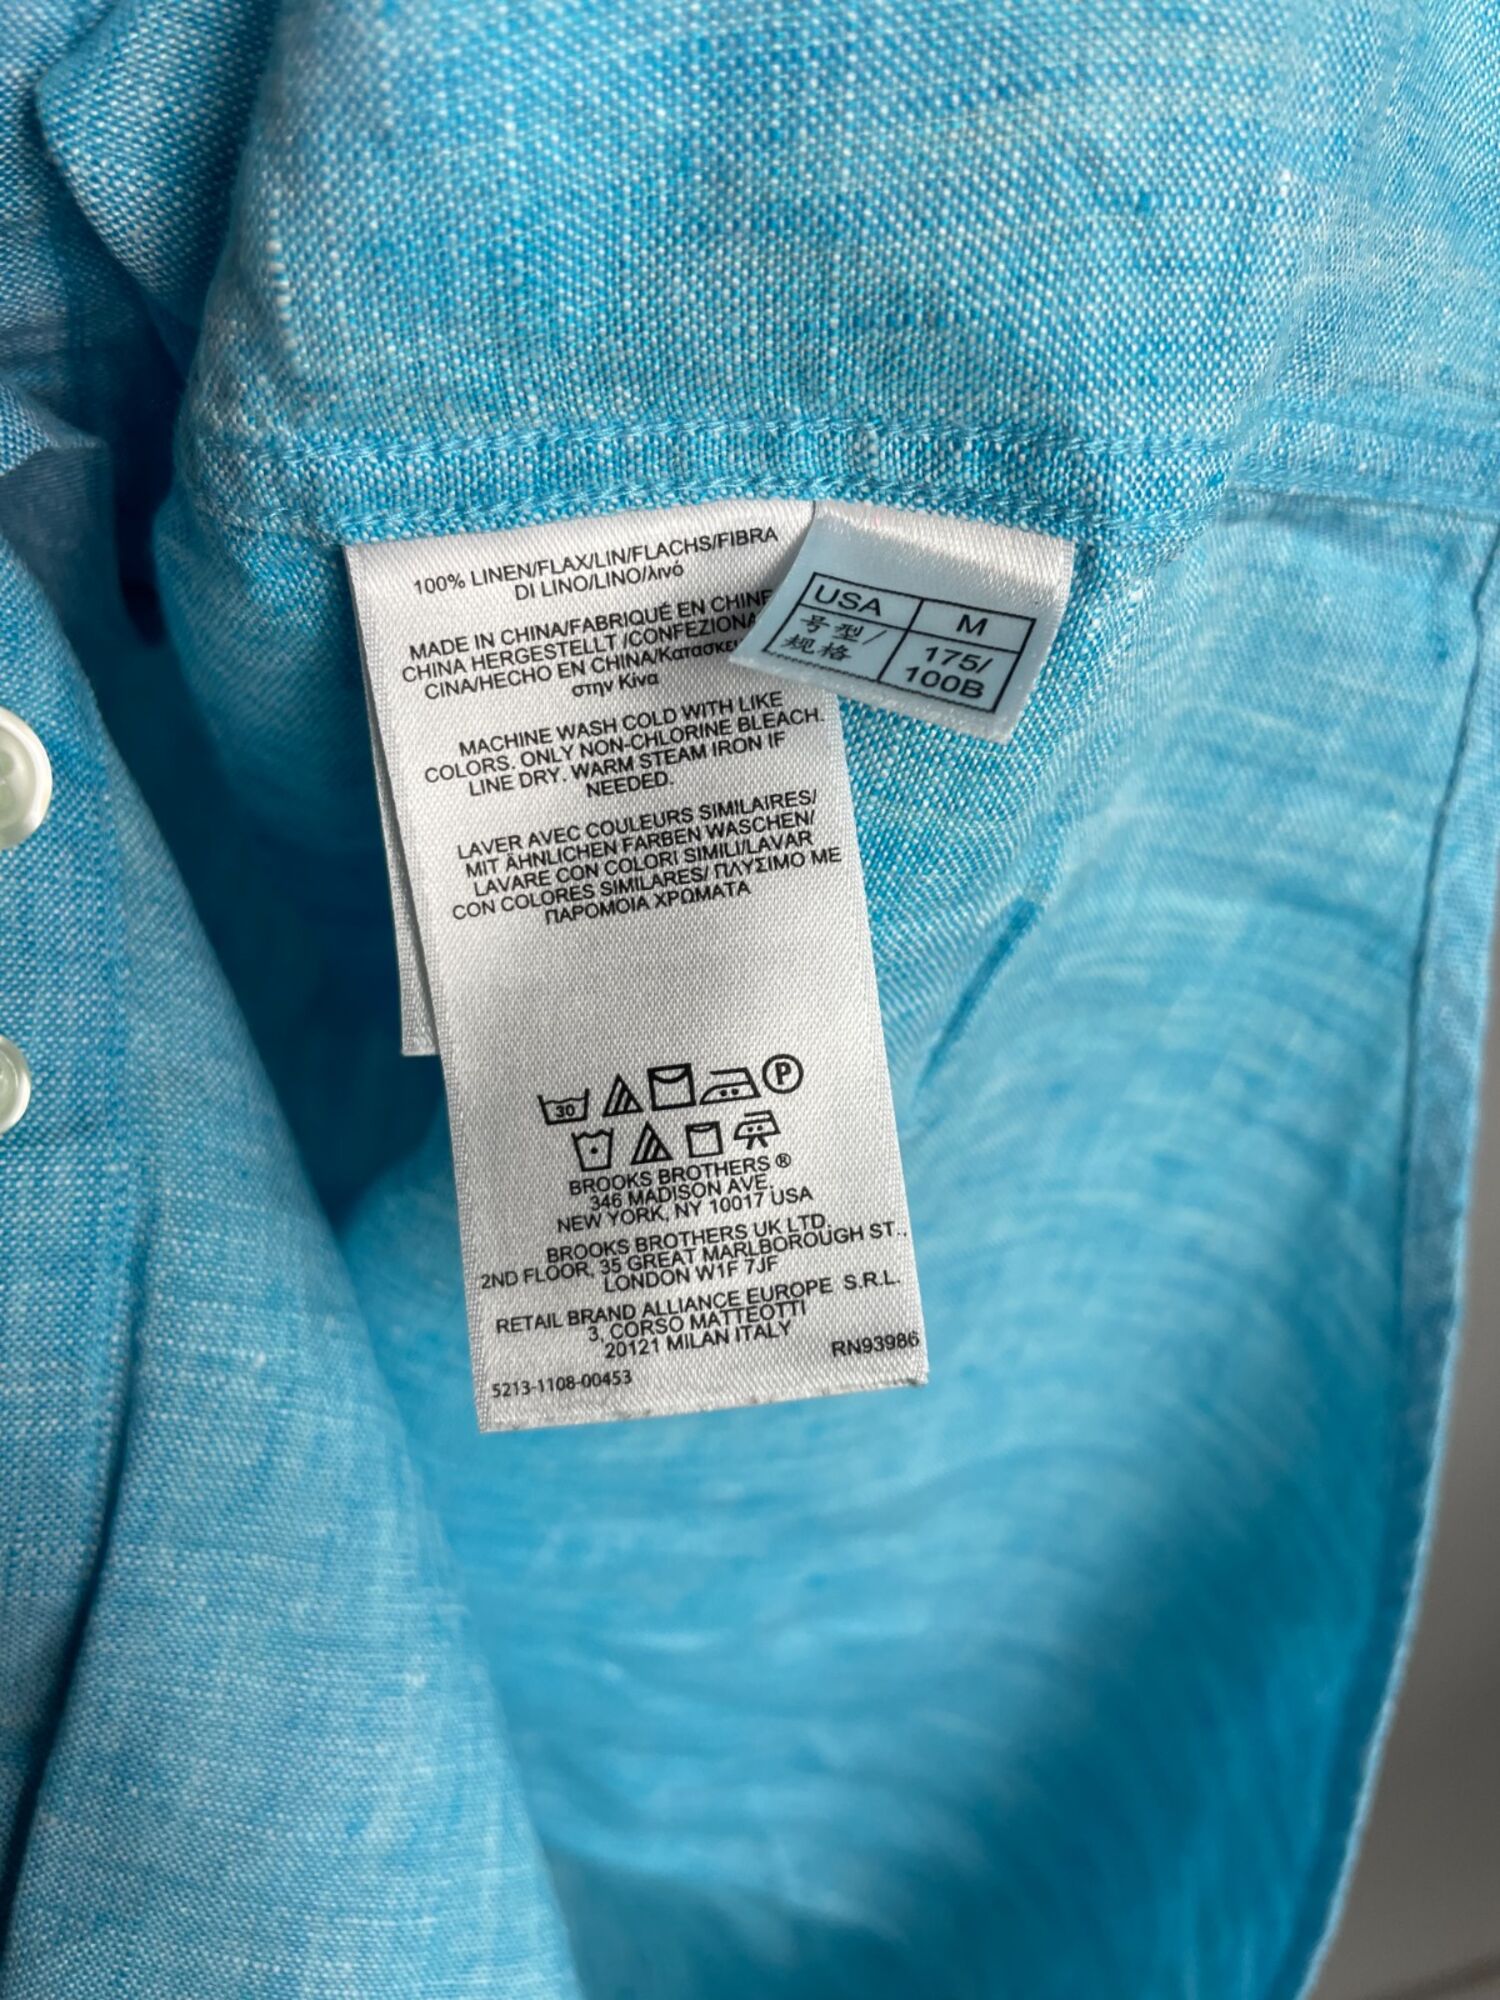 100% LINEN/FLAX/LIN/FLACHS/FIBRA
DI LINO/LINO/λινό
MADE IN CHINA/FABRIQUÉ EN CHINE
CHINA HERGESTELLT /CONFEZIONA
CINA/HECHO EN CHINA/Κατασκευ
στην Κίνα
MACHINE WASH COLD WITH LIKE
COLORS. ONLY NON-CHLORINE BLEACH.
LINE DRY. WARM STEAM IRON IF
NEEDED.
LAVER AVEC COULEURS SIMILAIRES/
MIT ÄHNLICHEN FARBEN WASCHEN/
LAVARE CON COLORI SIMILI/LAVAR
CON COLORES SIMILARES/ ΠΛΥΣΙΜΟ ΜΕ
ΠΑΡΟΜΟΙΑ ΧΡΩΜΑΤΑ
30 P
BROOKS BROTHERS ®
346 MADISON AVE.
NEW YORK, NY 10017 USA
BROOKS BROTHERS UK LTD.
2ND FLOOR, 35 GREAT MARLBOROUGH ST.,
LONDON W1F 7JF
RETAIL BRAND ALLIANCE EUROPE S.R.L.
3, CORSO MATTEOTTI
20121 MILAN ITALY
RN93986
5213-1108-00453
USA M
号型/ 175/
规格 100B